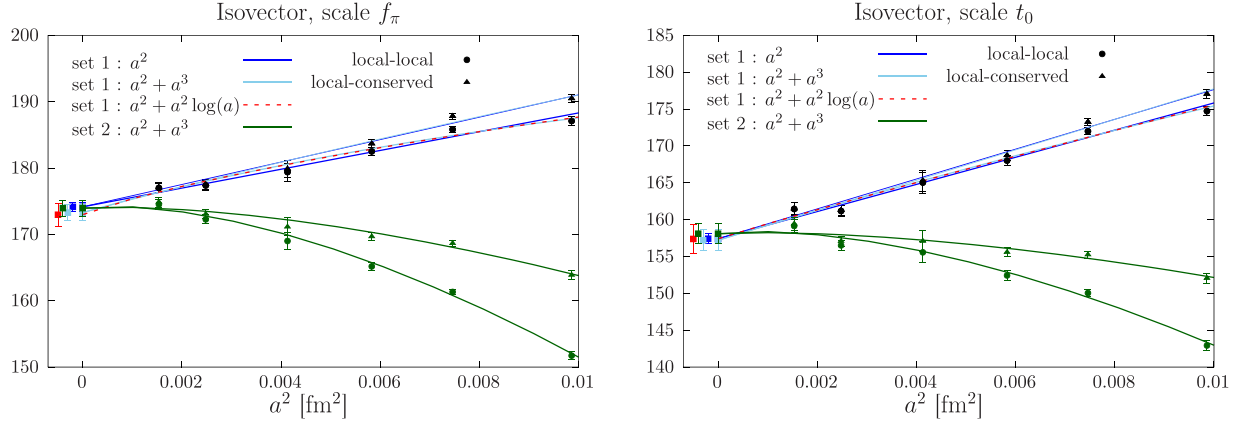 Isovector, scale $f_\pi$
200
190
180
170
160
150
set 1 : $a^2$
set 1 : $a^2 + a^3$
set 1 : $a^2 + a^2 \log(a)$
set 2 : $a^2 + a^3$
local-local
local-conserved
0 0.002 0.004 0.006 0.008 0.01
$a^2$ [fm$^2$]
Isovector, scale $t_0$
185
180
175
170
165
160
155
150
145
140
set 1 : $a^2$
set 1 : $a^2 + a^3$
set 1 : $a^2 + a^2 \log(a)$
set 2 : $a^2 + a^3$
local-local
local-conserved
0 0.002 0.004 0.006 0.008 0.01
$a^2$ [fm$^2$]